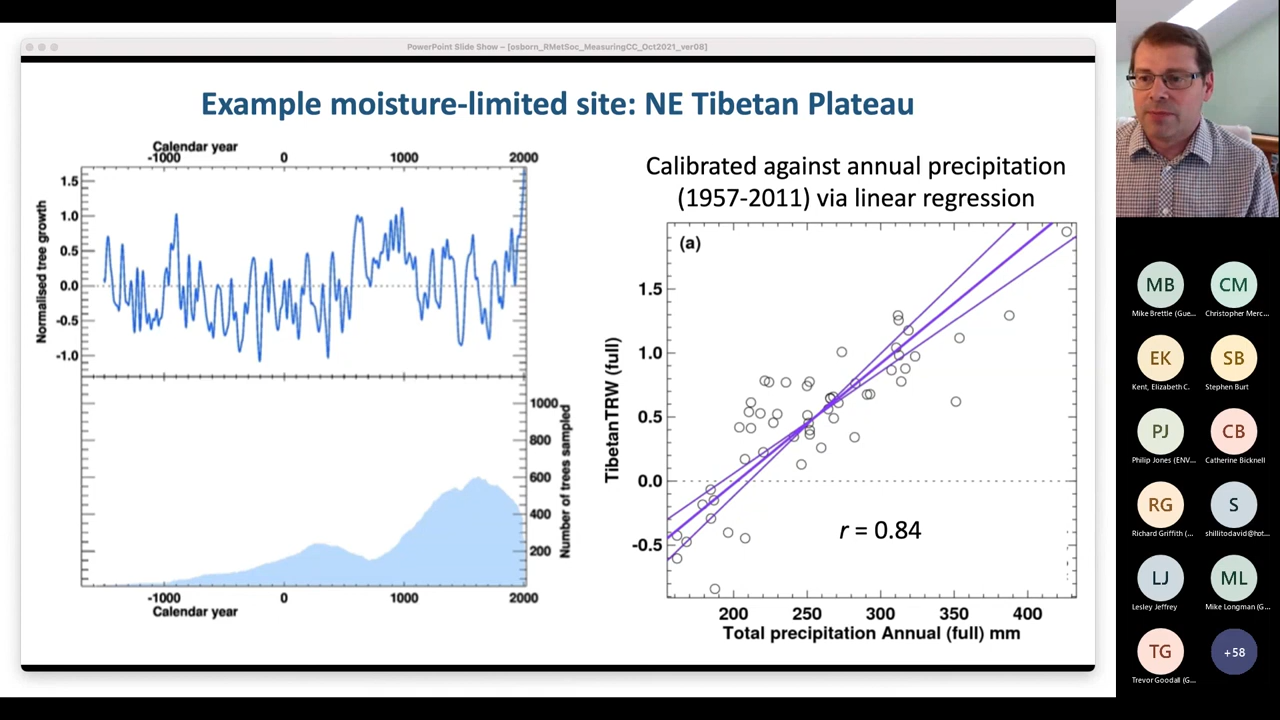 PowerPoint Slide Show – [osborn_RMetSoc_MeasuringCC_Oct2021_ver08]
Example moisture-limited site: NE Tibetan Plateau
Calendar year
-1000 0 1000 2000
1.5
1.0
0.5
0.0
-0.5
-1.0
Normalised tree growth
1000
800
600
400
200
Number of trees sampled
-1000 0 1000 2000
Calendar year
Calibrated against annual precipitation
(1957-2011) via linear regression
(a)
1.5
1.0
0.5
0.0
-0.5
TibetanTRW (full)
r = 0.84
200 250 300 350 400
Total precipitation Annual (full) mm
MB CM
Mike Brettle (Gue... Christopher Merc...
EK SB
Kent, Elizabeth C. Stephen Burt
PJ CB
Philip Jones (ENV... Catherine Bicknell
RG S
Richard Griffith (... shillitodavid@hot...
LJ ML
Lesley Jeffrey Mike Longman (G...
TG +58
Trevor Goodall (G...